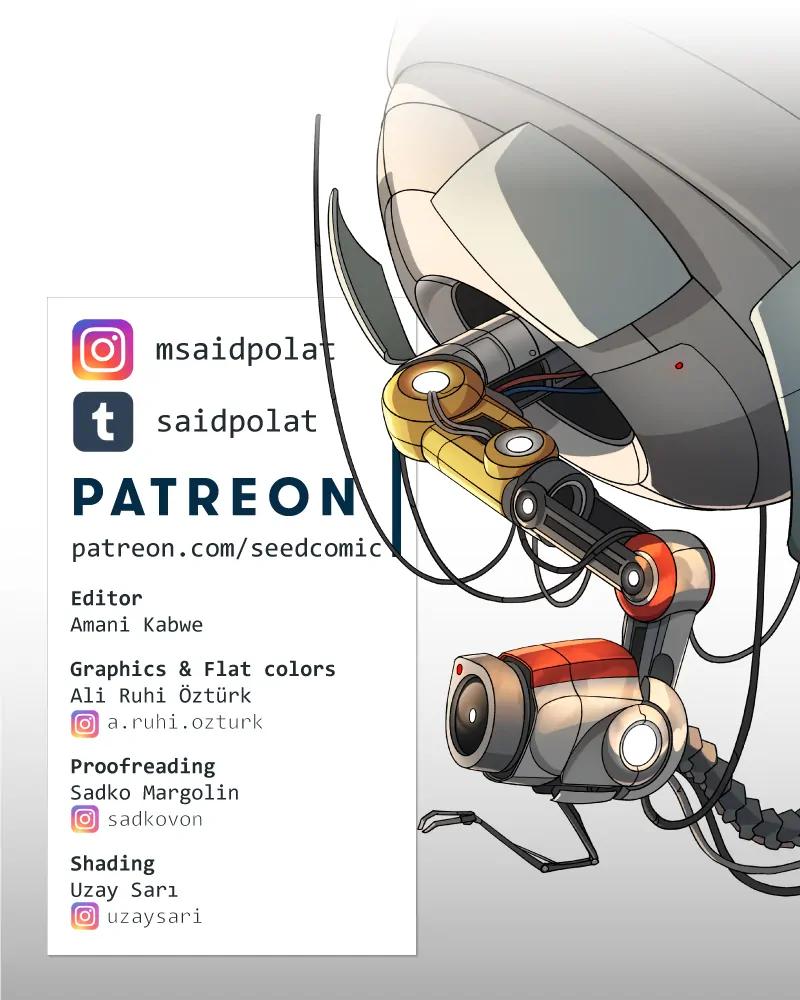 msaidpolat
saidpolat
PATREON
patreon.com/seedcomic
Editor
Amani Kabwe
Graphics & Flat colors
Ali Ruhi Öztürk
a.ruhi.ozturk
Proofreading
Sadko Margolin
sadkovon
Shading
Uzay Sarı
uzaysari